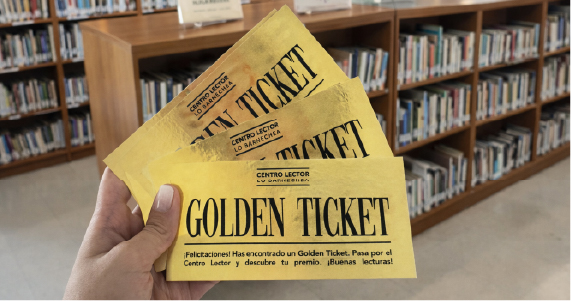 CENTRO LECTOR
LO BARNECHEA
GOLDEN TICKET
CENTRO LECTOR
LO BARNECHEA
GOLDEN TICKET
CENTRO LECTOR
LO BARNECHEA
GOLDEN TICKET
¡Felicitaciones! Has encontrado un Golden Ticket. Pasa por el
Centro Lector y descubre tu premio. ¡Buenas lecturas!